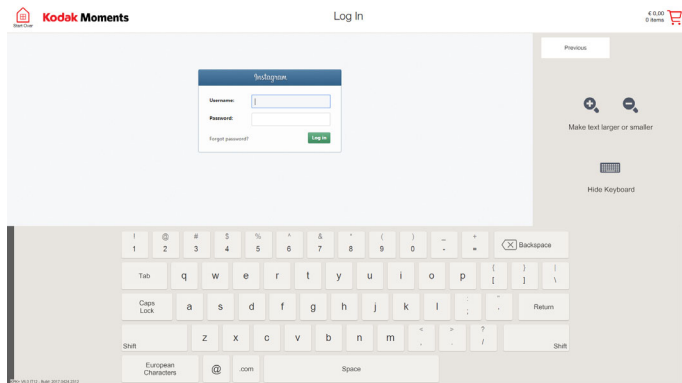 Start Over
Kodak Moments
Log In
€ 0,00
0 items
Previous
Instagram
Username:
Password:
Forgot password?
Log in
Make text larger or smaller
Hide Keyboard
! @ # $ % ^ & * ( ) _ +
1 2 3 4 5 6 7 8 9 0 - =
Backspace
Tab q w e r t y u i o p { [ } ] | \
Caps Lock a s d f g h j k l : ; " ' Return
Shift z x c v b n m < , > . ? / Shift
European Characters @ .com Space